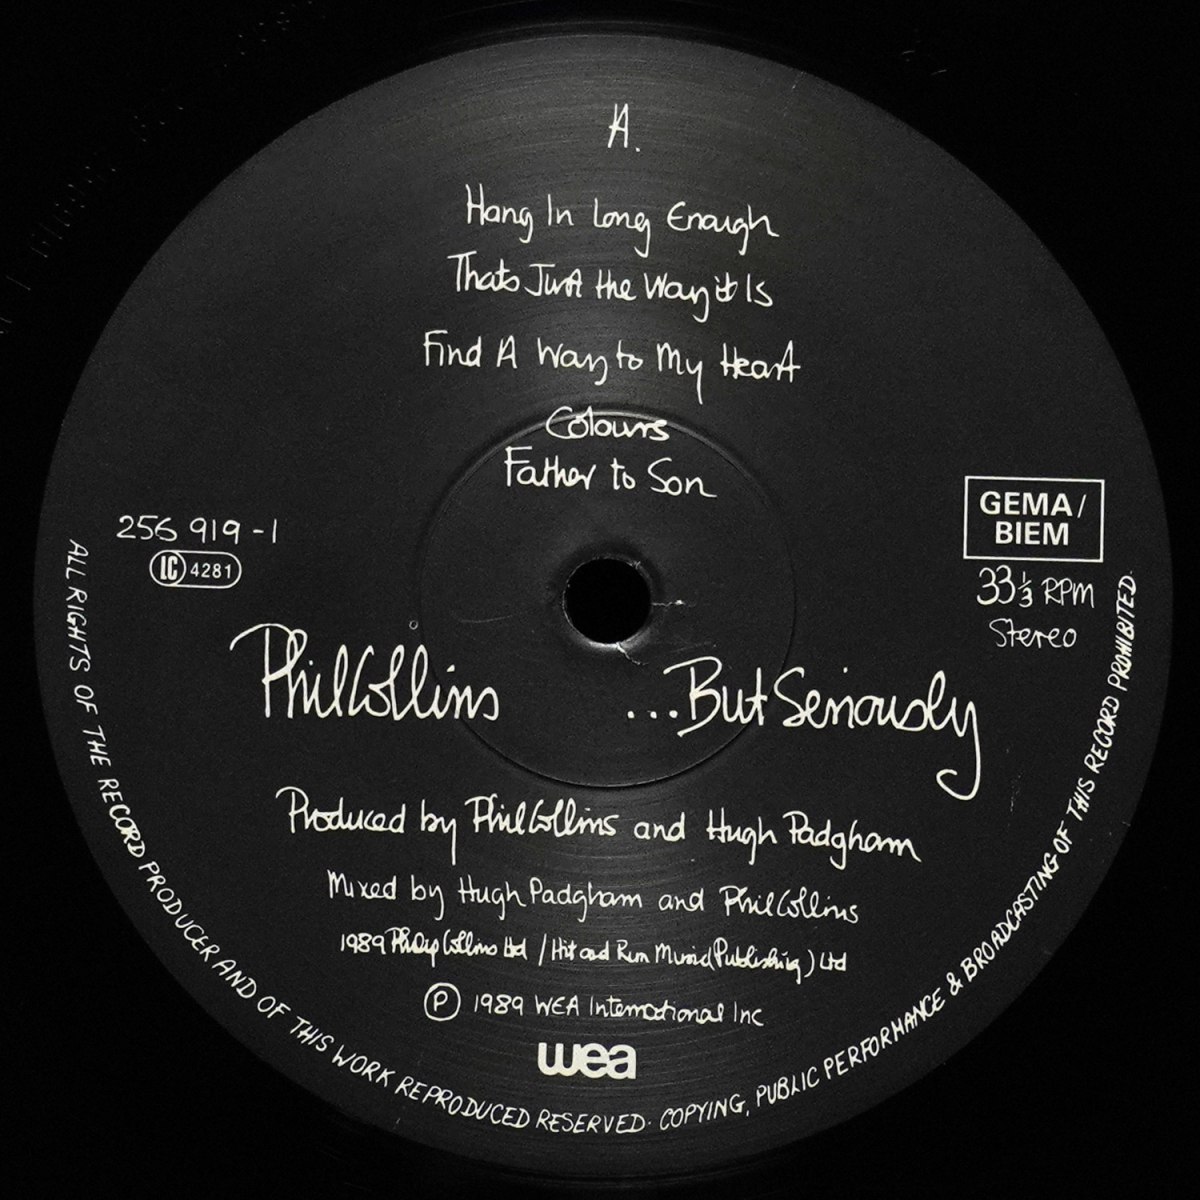 A.
Hang In Long Enough
Thats Just the Way it Is
Find A Way to My Heart
Colours
Father to Son
256 919-1
LC 4281
GEMA/
BIEM
33 1/3 RPM
Stereo
Phil Collins ...But Seriously
Produced by Phil Collins and Hugh Padgham
Mixed by Hugh Padgham and Phil Collins
1989 Philip Collins Ltd / Hit and Run Music (Publishing) Ltd
Ⓟ 1989 WEA International Inc
wea
ALL RIGHTS OF THE RECORD PRODUCER AND OF THIS WORK REPRODUCED RESERVED. COPYING, PUBLIC PERFORMANCE & BROADCASTING OF THIS RECORD PROHIBITED.